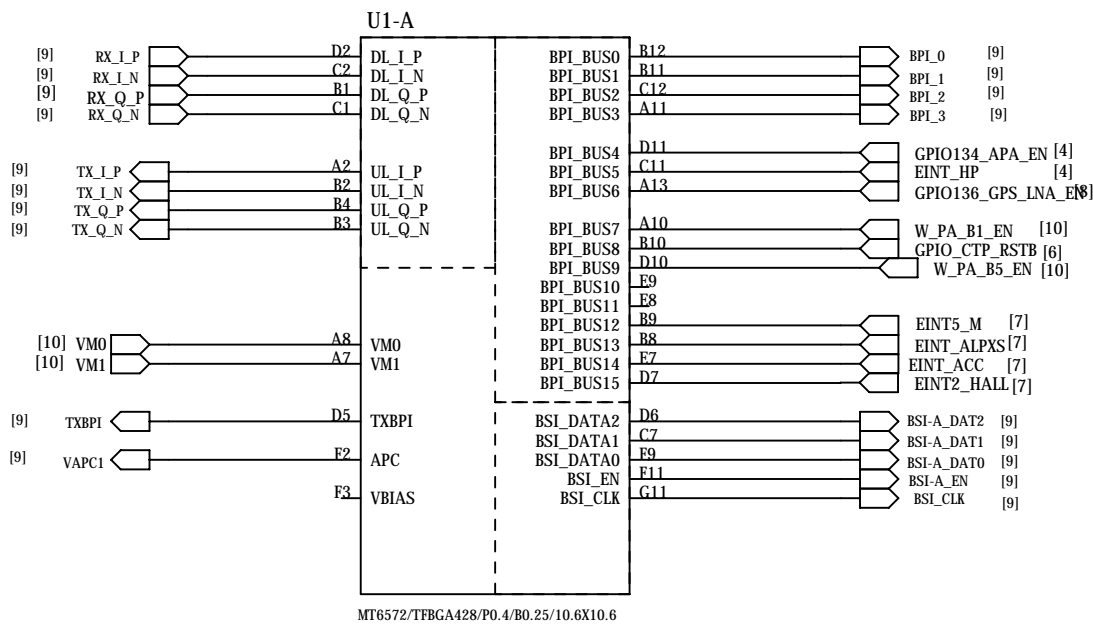 U1-A
[9] RX_I_P D2 DL_I_P BPI_BUS0 B12 BPI_0 [9]
[9] RX_I_N C2 DL_I_N BPI_BUS1 B11 BPI_1 [9]
[9] RX_Q_P B1 DL_Q_P BPI_BUS2 C12 BPI_2 [9]
[9] RX_Q_N C1 DL_Q_N BPI_BUS3 A11 BPI_3 [9]
BPI_BUS4 D11 GPIO134_APA_EN [4]
[9] TX_I_P A2 UL_I_P BPI_BUS5 C11 EINT_HP [4]
[9] TX_I_N B2 UL_I_N BPI_BUS6 A13 GPIO136_GPS_LNA_EN [8]
[9] TX_Q_P B4 UL_Q_P
[9] TX_Q_N B3 UL_Q_N BPI_BUS7 A10 W_PA_B1_EN [10]
BPI_BUS8 B10 GPIO_CTP_RSTB [6]
BPI_BUS9 D10 W_PA_B5_EN [10]
BPI_BUS10 E9
BPI_BUS11 E8
BPI_BUS12 B9 EINT5_M [7]
[10] VM0 A8 VM0 BPI_BUS13 B8 EINT_ALPXS [7]
[10] VM1 A7 VM1 BPI_BUS14 E7 EINT_ACC [7]
BPI_BUS15 D7 EINT2_HALL [7]
[9] TXBPI D5 TXBPI BSI_DATA2 D6 BSI-A_DAT2 [9]
BSI_DATA1 C7 BSI-A_DAT1 [9]
[9] VAPC1 F2 APC BSI_DATA0 F9 BSI-A_DAT0 [9]
BSI_EN F11 BSI-A_EN [9]
F3 VBIAS BSI_CLK G11 BSI_CLK [9]
MT6572/TFBGA428/P0.4/B0.25/10.6X10.6